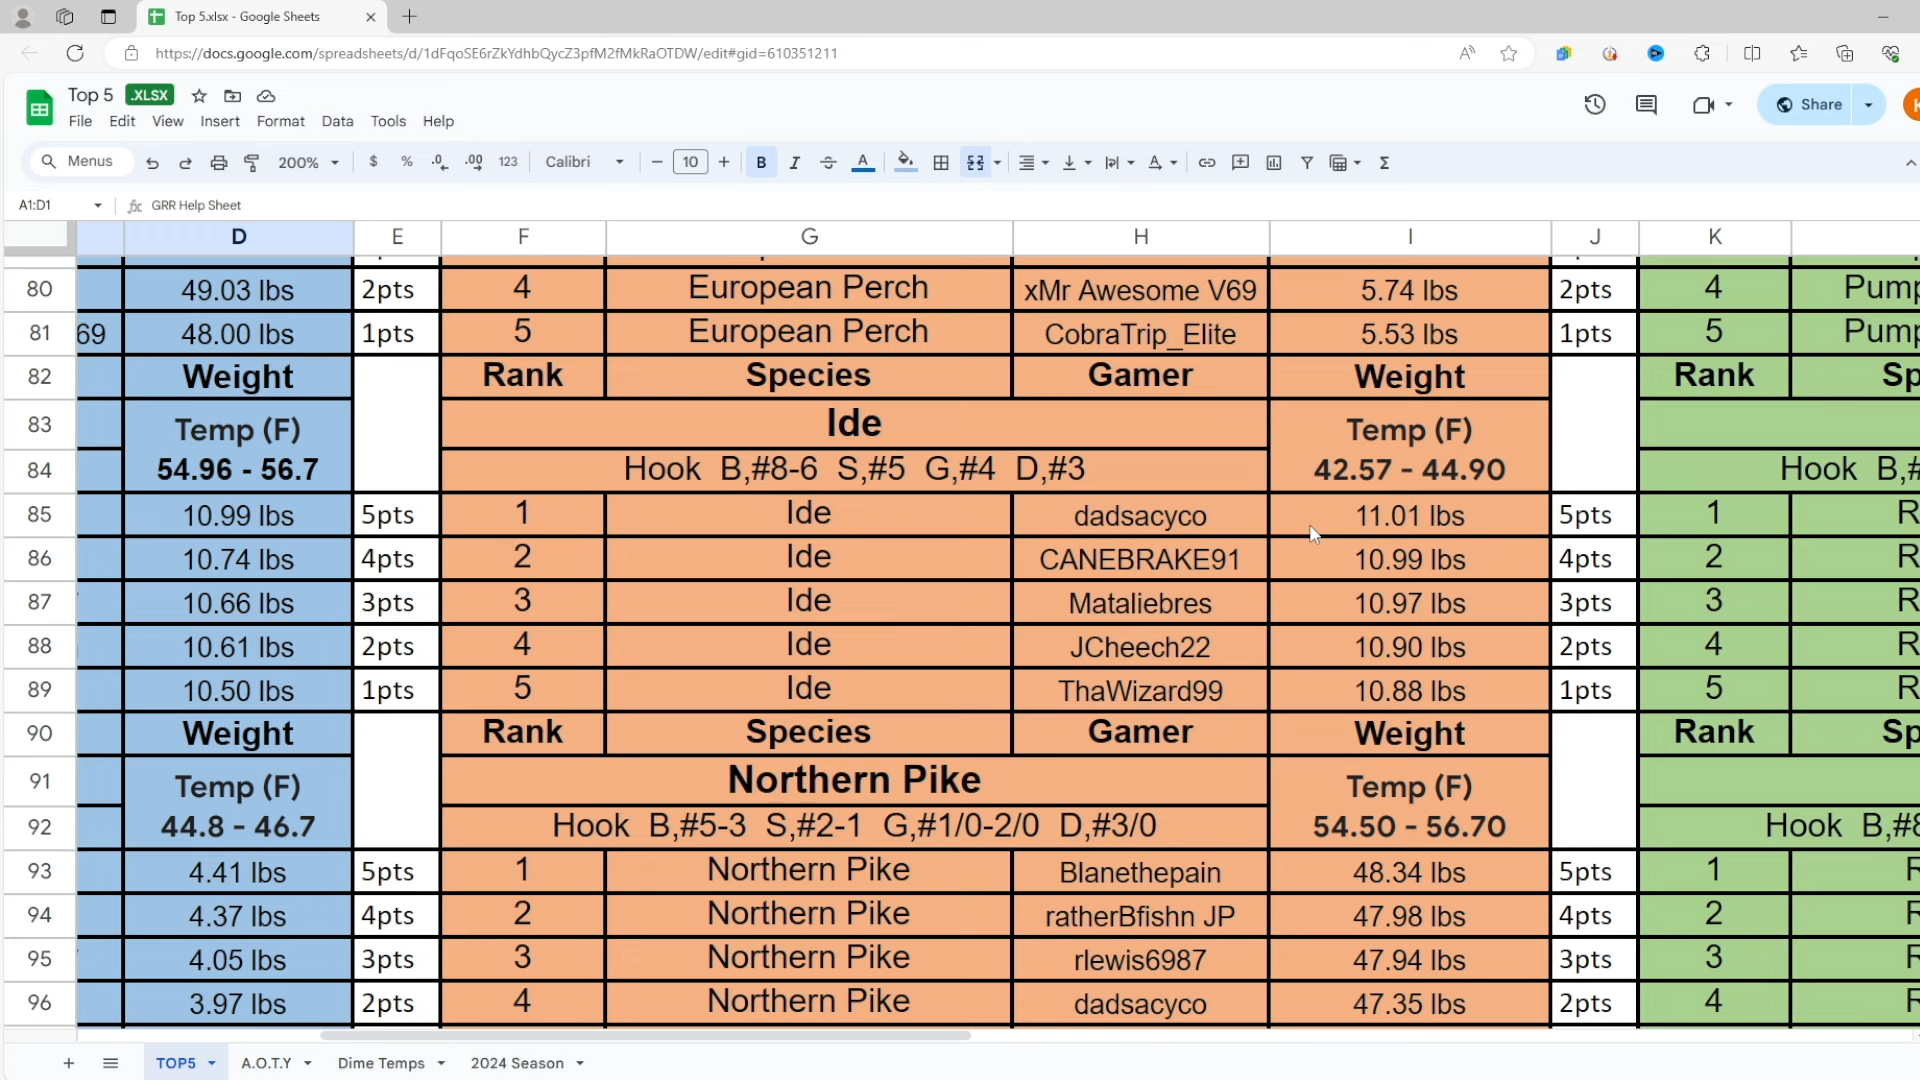 Top 5.xlsx - Google Sheets
https://docs.google.com/spreadsheets/d/1dFqoSE6rZkYdhbQycZ3pfM2fMkRaOTDW/edit#gid=610351211
Top 5 .XLSX
Share
File Edit View Insert Format Data Tools Help
Menus 200% $ % .0 .00 123 Calibri 10 B I A Σ
A1:D1 fx GRR Help Sheet
D E F G H I J K
80 49.03 lbs 2pts 4 European Perch xMr Awesome V69 5.74 lbs 2pts 4 Pump
81 69 48.00 lbs 1pts 5 European Perch CobraTrip_Elite 5.53 lbs 1pts 5 Pump
82 Weight Rank Species Gamer Weight Rank Sp
83 Temp (F) Ide Temp (F)
84 54.96 - 56.7 Hook B,#8-6 S,#5 G,#4 D,#3 42.57 - 44.90 Hook B,#
85 10.99 lbs 5pts 1 Ide dadsacyco 11.01 lbs 5pts 1 R
86 10.74 lbs 4pts 2 Ide CANEBRAKE91 10.99 lbs 4pts 2 R
87 10.66 lbs 3pts 3 Ide Mataliebres 10.97 lbs 3pts 3 R
88 10.61 lbs 2pts 4 Ide JCheech22 10.90 lbs 2pts 4 R
89 10.50 lbs 1pts 5 Ide ThaWizard99 10.88 lbs 1pts 5 R
90 Weight Rank Species Gamer Weight Rank Sp
91 Temp (F) Northern Pike Temp (F)
92 44.8 - 46.7 Hook B,#5-3 S,#2-1 G,#1/0-2/0 D,#3/0 54.50 - 56.70 Hook B,#8
93 4.41 lbs 5pts 1 Northern Pike Blanethepain 48.34 lbs 5pts 1
94 4.37 lbs 4pts 2 Northern Pike ratherBfishn JP 47.98 lbs 4pts 2
95 4.05 lbs 3pts 3 Northern Pike rlewis6987 47.94 lbs 3pts 3
96 3.97 lbs 2pts 4 Northern Pike dadsacyco 47.35 lbs 2pts 4
TOP5 A.O.T.Y Dime Temps 2024 Season